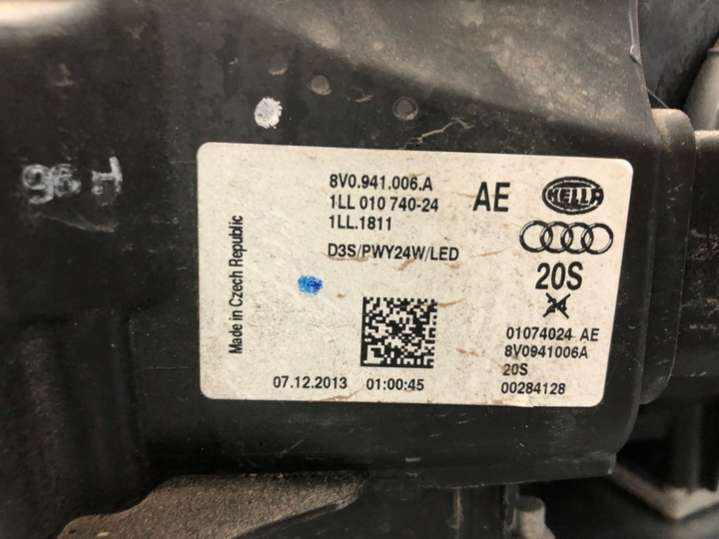 8V0.941.006.A
1LL 010 740-24
1LL.1811
AE
HELLA
D3S/PWY24W/LED
20S
Made in Czech Republic
01074024 AE
8V0941006A
20S
00284128
07.12.2013 01:00:45